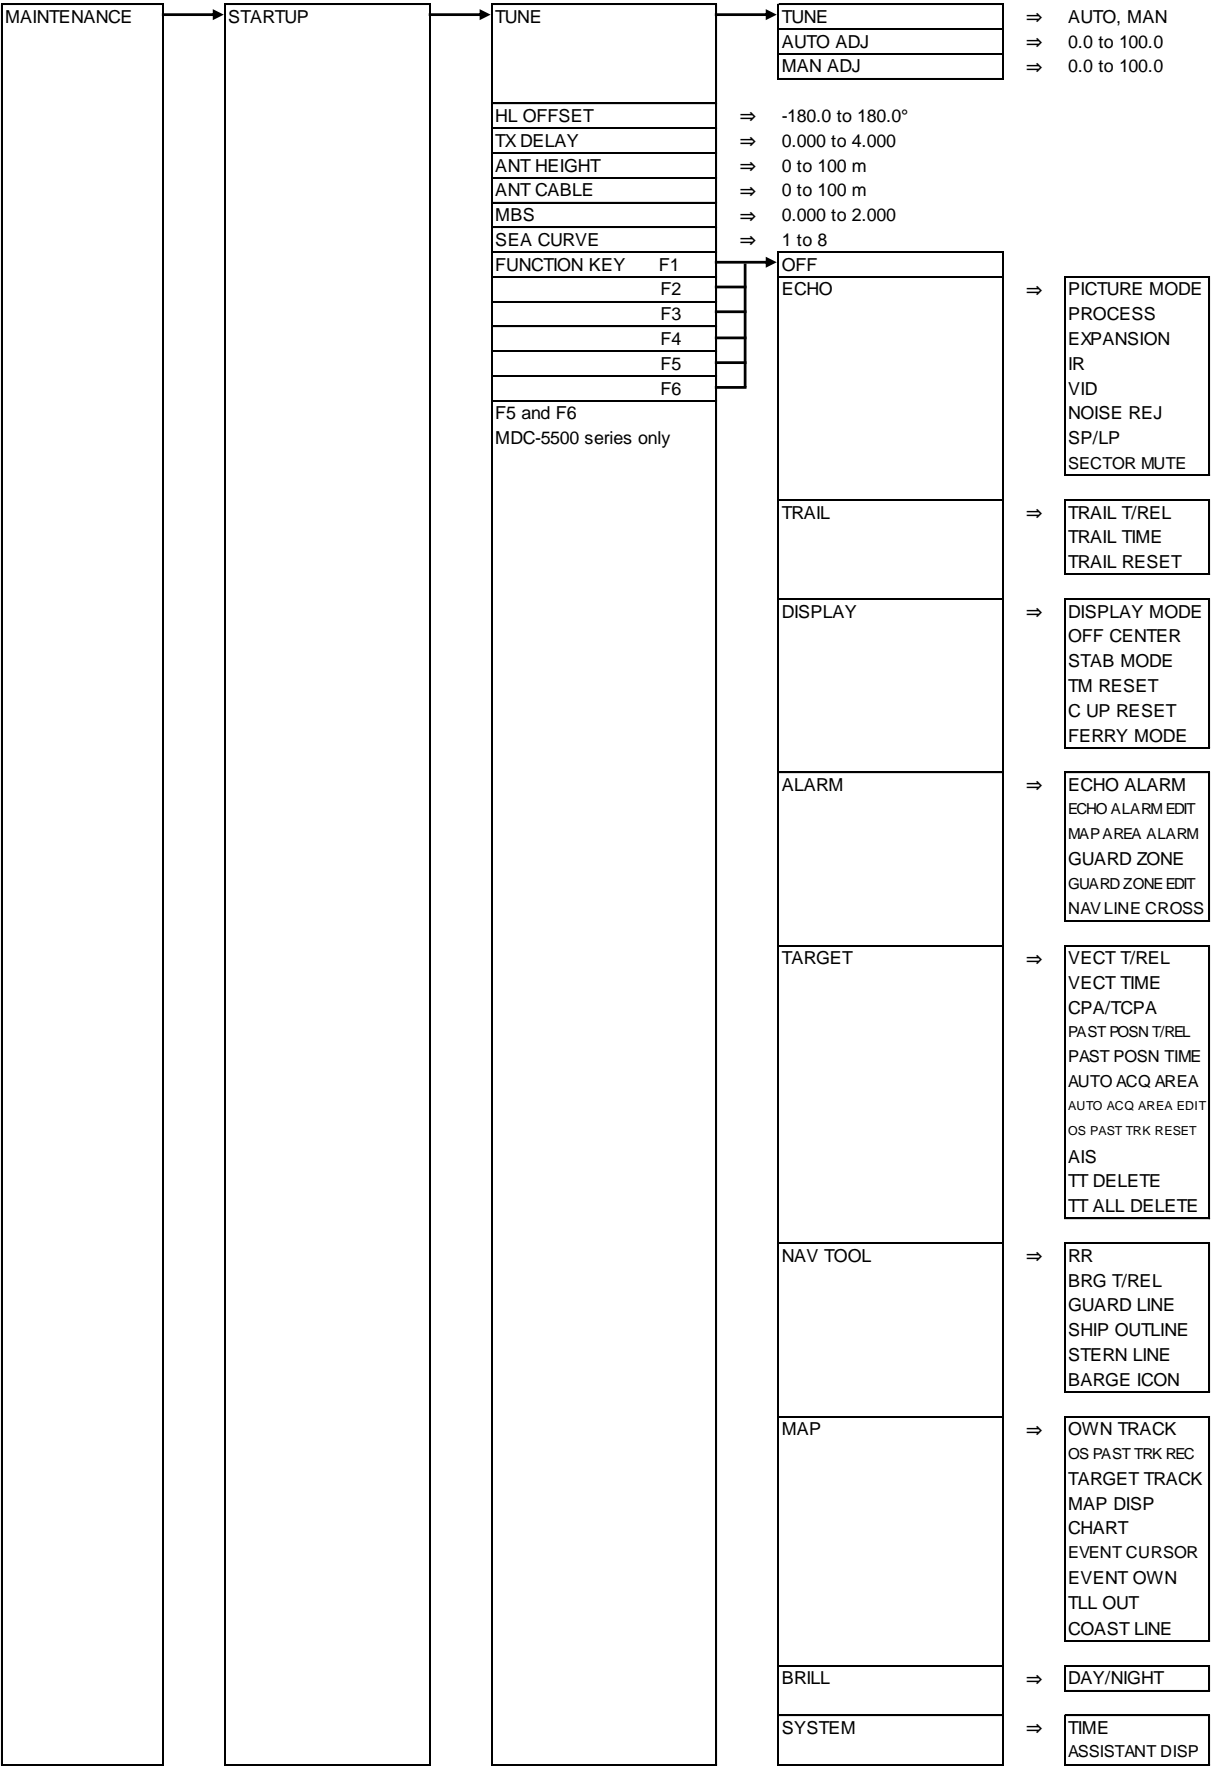 MAINTENANCE STARTUP TUNE TUNE ⇒ AUTO, MAN
AUTO ADJ ⇒ 0.0 to 100.0
MAN ADJ ⇒ 0.0 to 100.0
HL OFFSET ⇒ -180.0 to 180.0°
TX DELAY ⇒ 0.000 to 4.000
ANT HEIGHT ⇒ 0 to 100 m
ANT CABLE ⇒ 0 to 100 m
MBS ⇒ 0.000 to 2.000
SEA CURVE ⇒ 1 to 8
FUNCTION KEY F1 OFF
F2 ECHO ⇒ PICTURE MODE
F3 PROCESS
F4 EXPANSION
F5 IR
F6 VID
F5 and F6 NOISE REJ
MDC-5500 series only SP/LP
SECTOR MUTE
TRAIL ⇒ TRAIL T/REL
TRAIL TIME
TRAIL RESET
DISPLAY ⇒ DISPLAY MODE
OFF CENTER
STAB MODE
TM RESET
C UP RESET
FERRY MODE
ALARM ⇒ ECHO ALARM
ECHO ALARM EDIT
MAP AREA ALARM
GUARD ZONE
GUARD ZONE EDIT
NAV LINE CROSS
TARGET ⇒ VECT T/REL
VECT TIME
CPA/TCPA
PAST POSN T/REL
PAST POSN TIME
AUTO ACQ AREA
AUTO ACQ AREA EDIT
OS PAST TRK RESET
AIS
TT DELETE
TT ALL DELETE
NAV TOOL ⇒ RR
BRG T/REL
GUARD LINE
SHIP OUTLINE
STERN LINE
BARGE ICON
MAP ⇒ OWN TRACK
OS PAST TRK REC
TARGET TRACK
MAP DISP
CHART
EVENT CURSOR
EVENT OWN
TLL OUT
COAST LINE
BRILL ⇒ DAY/NIGHT
SYSTEM ⇒ TIME
ASSISTANT DISP